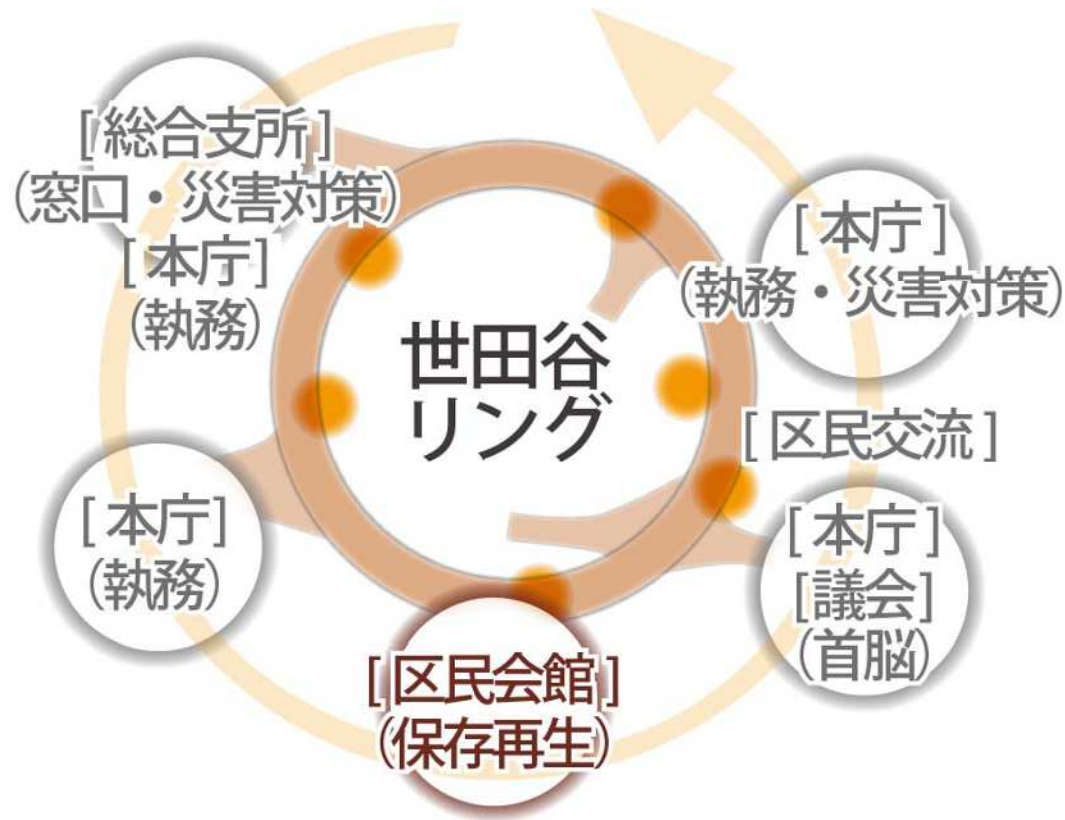 [総合支所]
(窓口・災害対策)
[本庁]
(執務)
[本庁]
(執務・災害対策)
世田谷
リング
[区民交流]
[本庁]
(執務)
[本庁]
[議会]
(首脳)
[区民会館]
(保存再生)